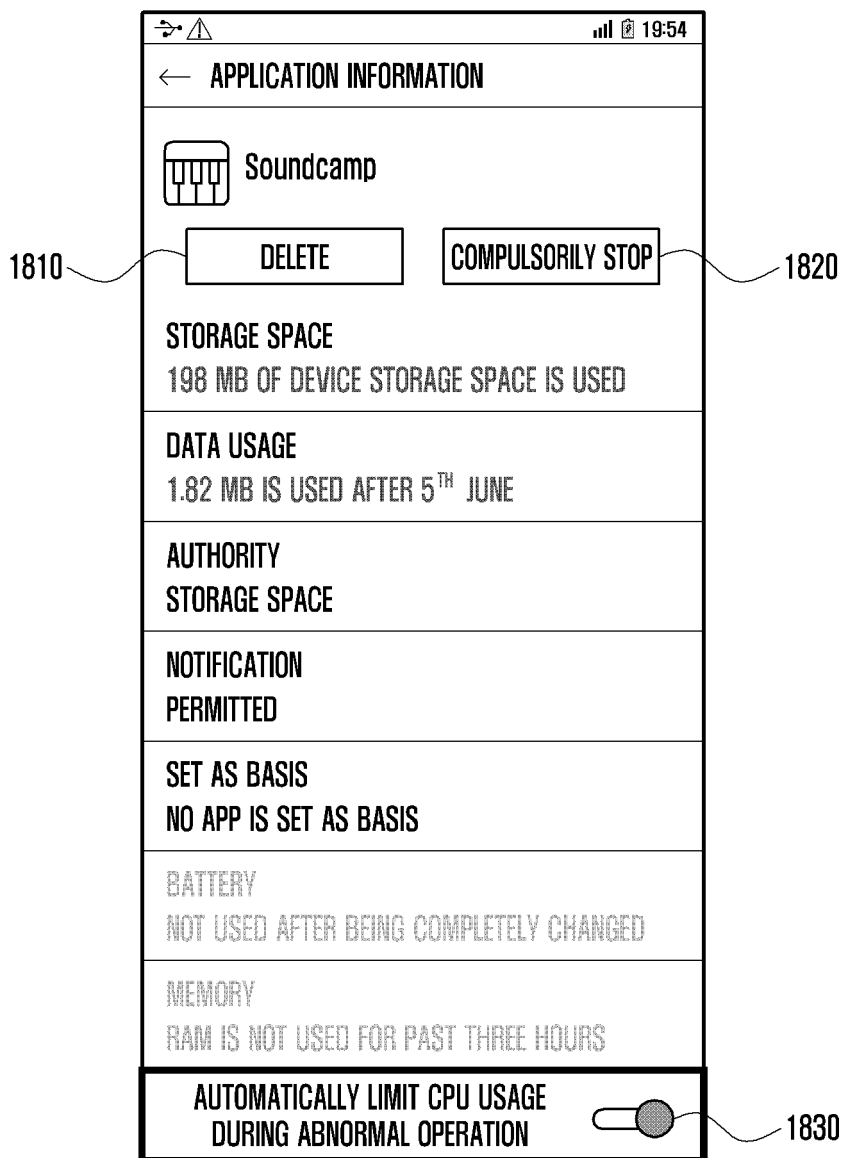 19:54
← APPLICATION INFORMATION
Soundcamp
1810 DELETE COMPULSORILY STOP 1820
STORAGE SPACE
198 MB OF DEVICE STORAGE SPACE IS USED
DATA USAGE
1.82 MB IS USED AFTER 5TH JUNE
AUTHORITY
STORAGE SPACE
NOTIFICATION
PERMITTED
SET AS BASIS
NO APP IS SET AS BASIS
BATTERY
NOT USED AFTER BEING COMPLETELY CHANGED
MEMORY
RAM IS NOT USED FOR PAST THREE HOURS
AUTOMATICALLY LIMIT CPU USAGE
DURING ABNORMAL OPERATION
1830